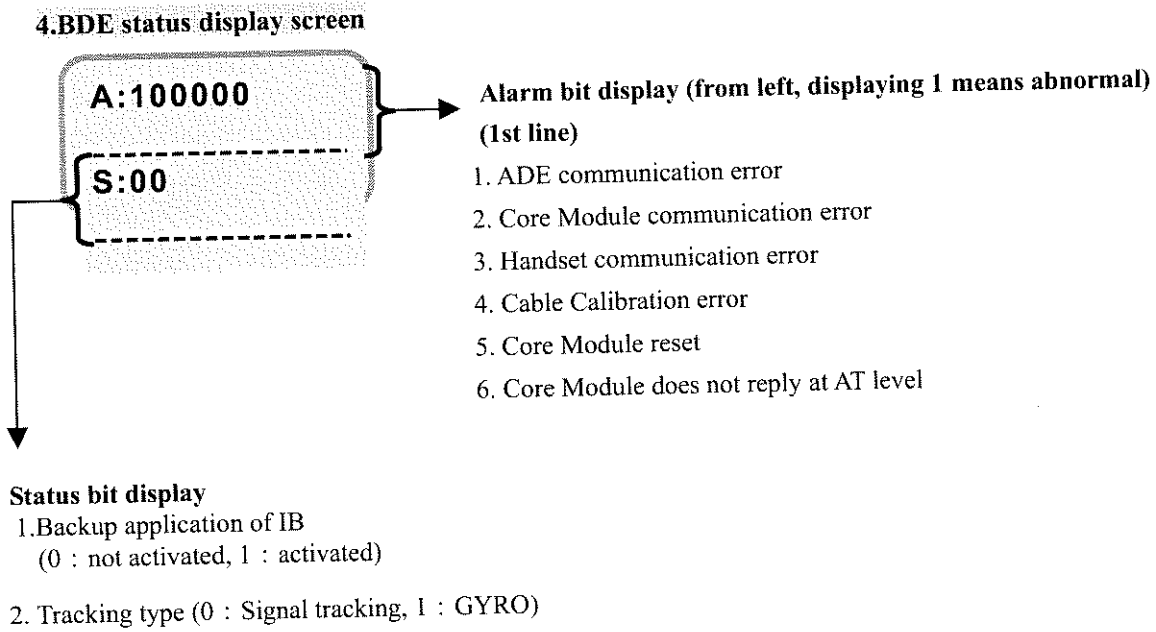 4.BDE status display screen
A:100000
S:00
Alarm bit display (from left, displaying 1 means abnormal)
(1st line)
1. ADE communication error
2. Core Module communication error
3. Handset communication error
4. Cable Calibration error
5. Core Module reset
6. Core Module does not reply at AT level
Status bit display
1.Backup application of IB
(0 : not activated, 1 : activated)
2. Tracking type (0 : Signal tracking, 1 : GYRO)